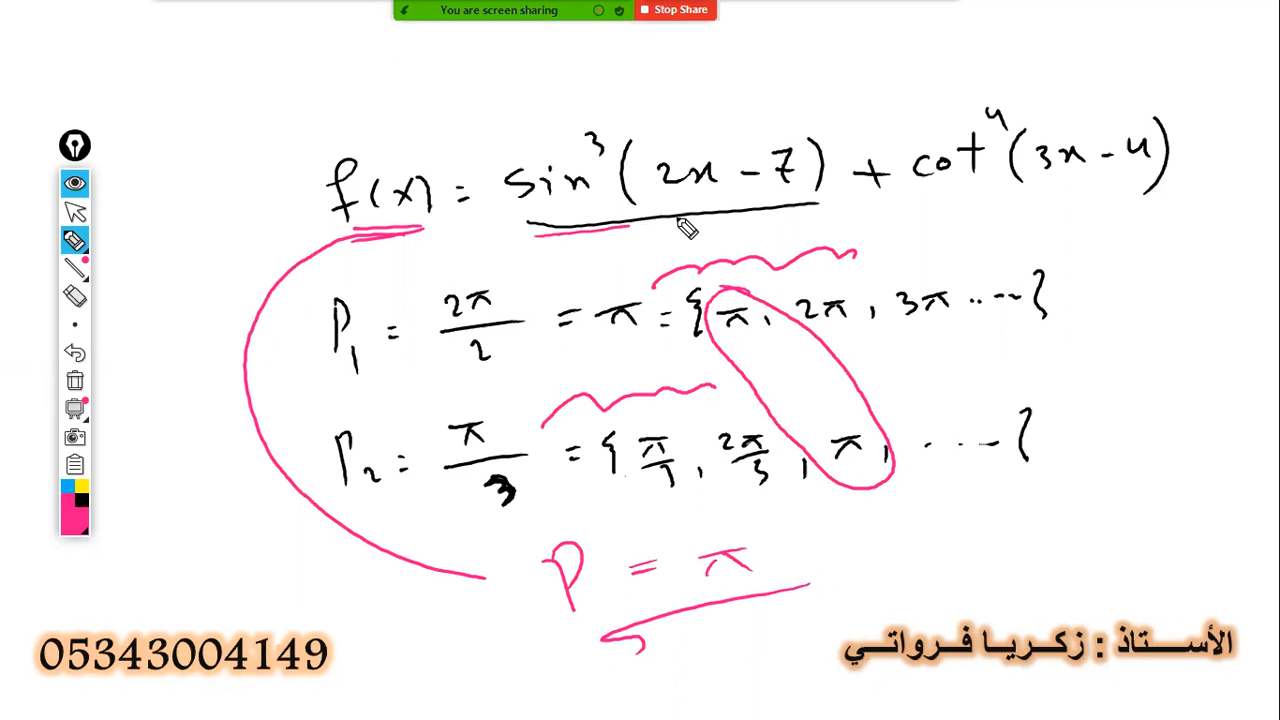 You are screen sharing Stop Share
f(x) = sin³(2x - 7) + cot⁴(3x - 4)
P₁ = 2π/2 = π = {π, 2π, 3π ..... }
P₂ = π/3 = {π/3, 2π/3, π, ..... }
P = π
05343004149 الأستاذ : زكريا فرواتي